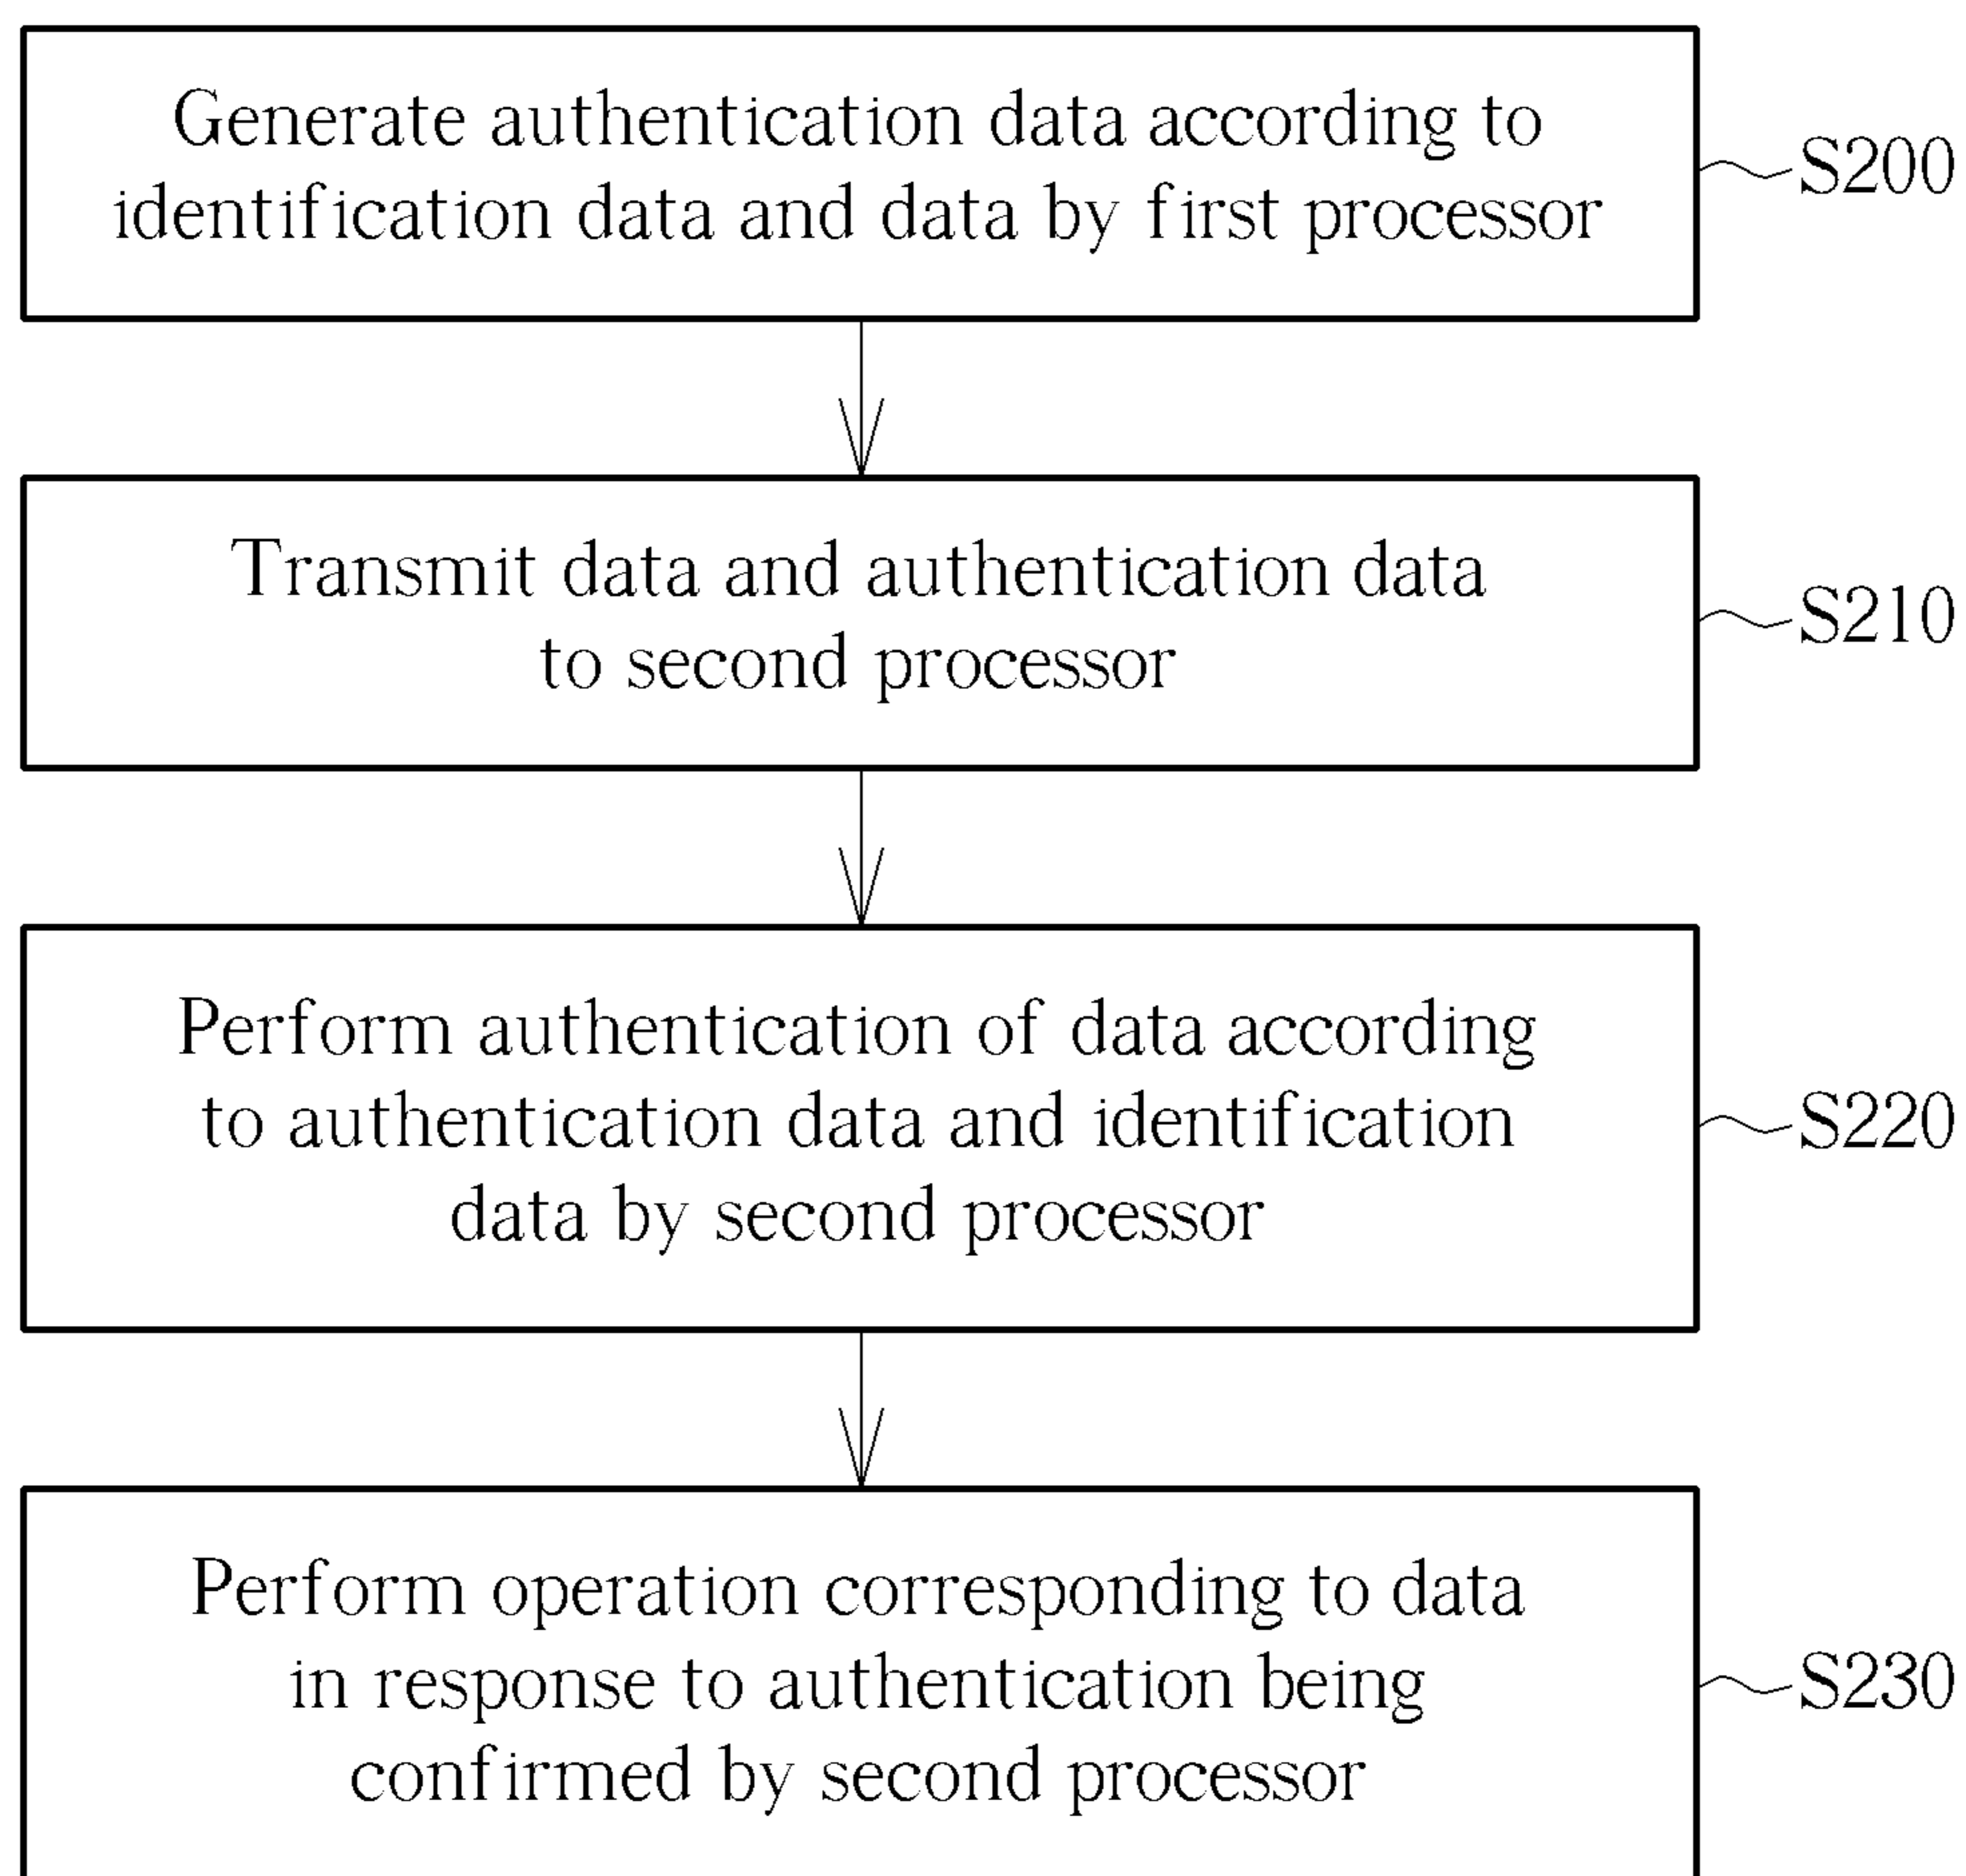 Generate authentication data according to
identification data and data by first processor
S200
Transmit data and authentication data
to second processor
S210
Perform authentication of data according
to authentication data and identification
data by second processor
S220
Perform operation corresponding to data
in response to authentication being
confirmed by second processor
S230